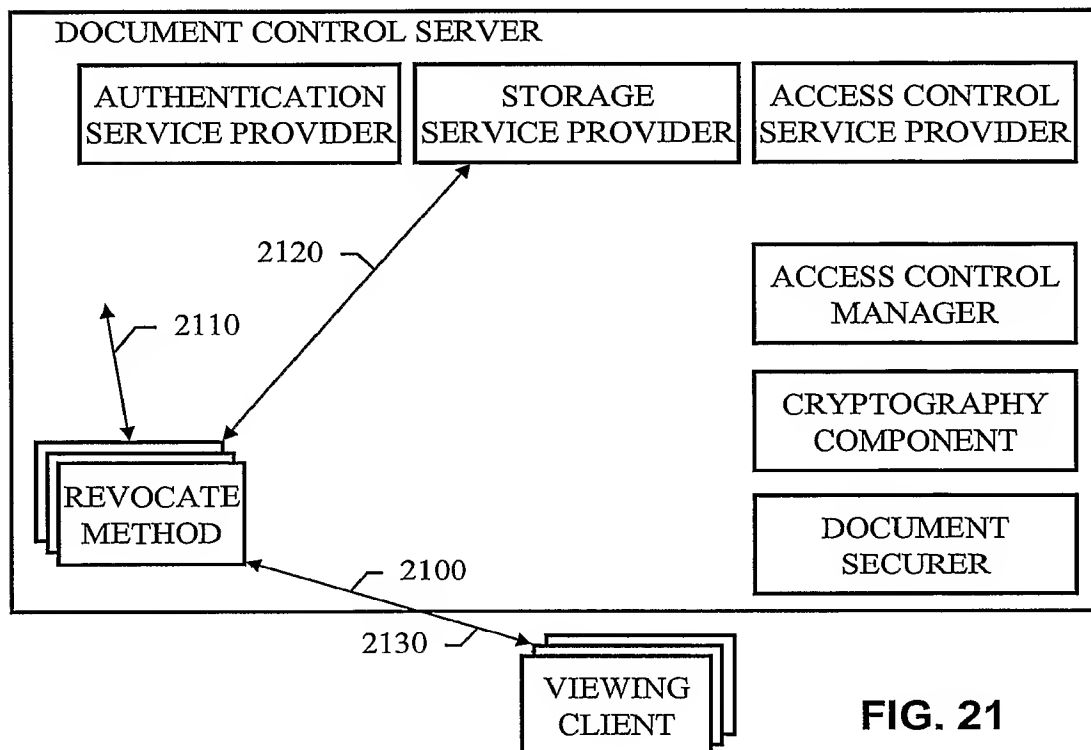 DOCUMENT CONTROL SERVER
AUTHENTICATION
SERVICE PROVIDER
STORAGE
SERVICE PROVIDER
ACCESS CONTROL
SERVICE PROVIDER
2120
ACCESS CONTROL
MANAGER
2110
CRYPTOGRAPHY
COMPONENT
REVOCATE
METHOD
DOCUMENT
SECURER
2100
2130
VIEWING
CLIENT
FIG. 21